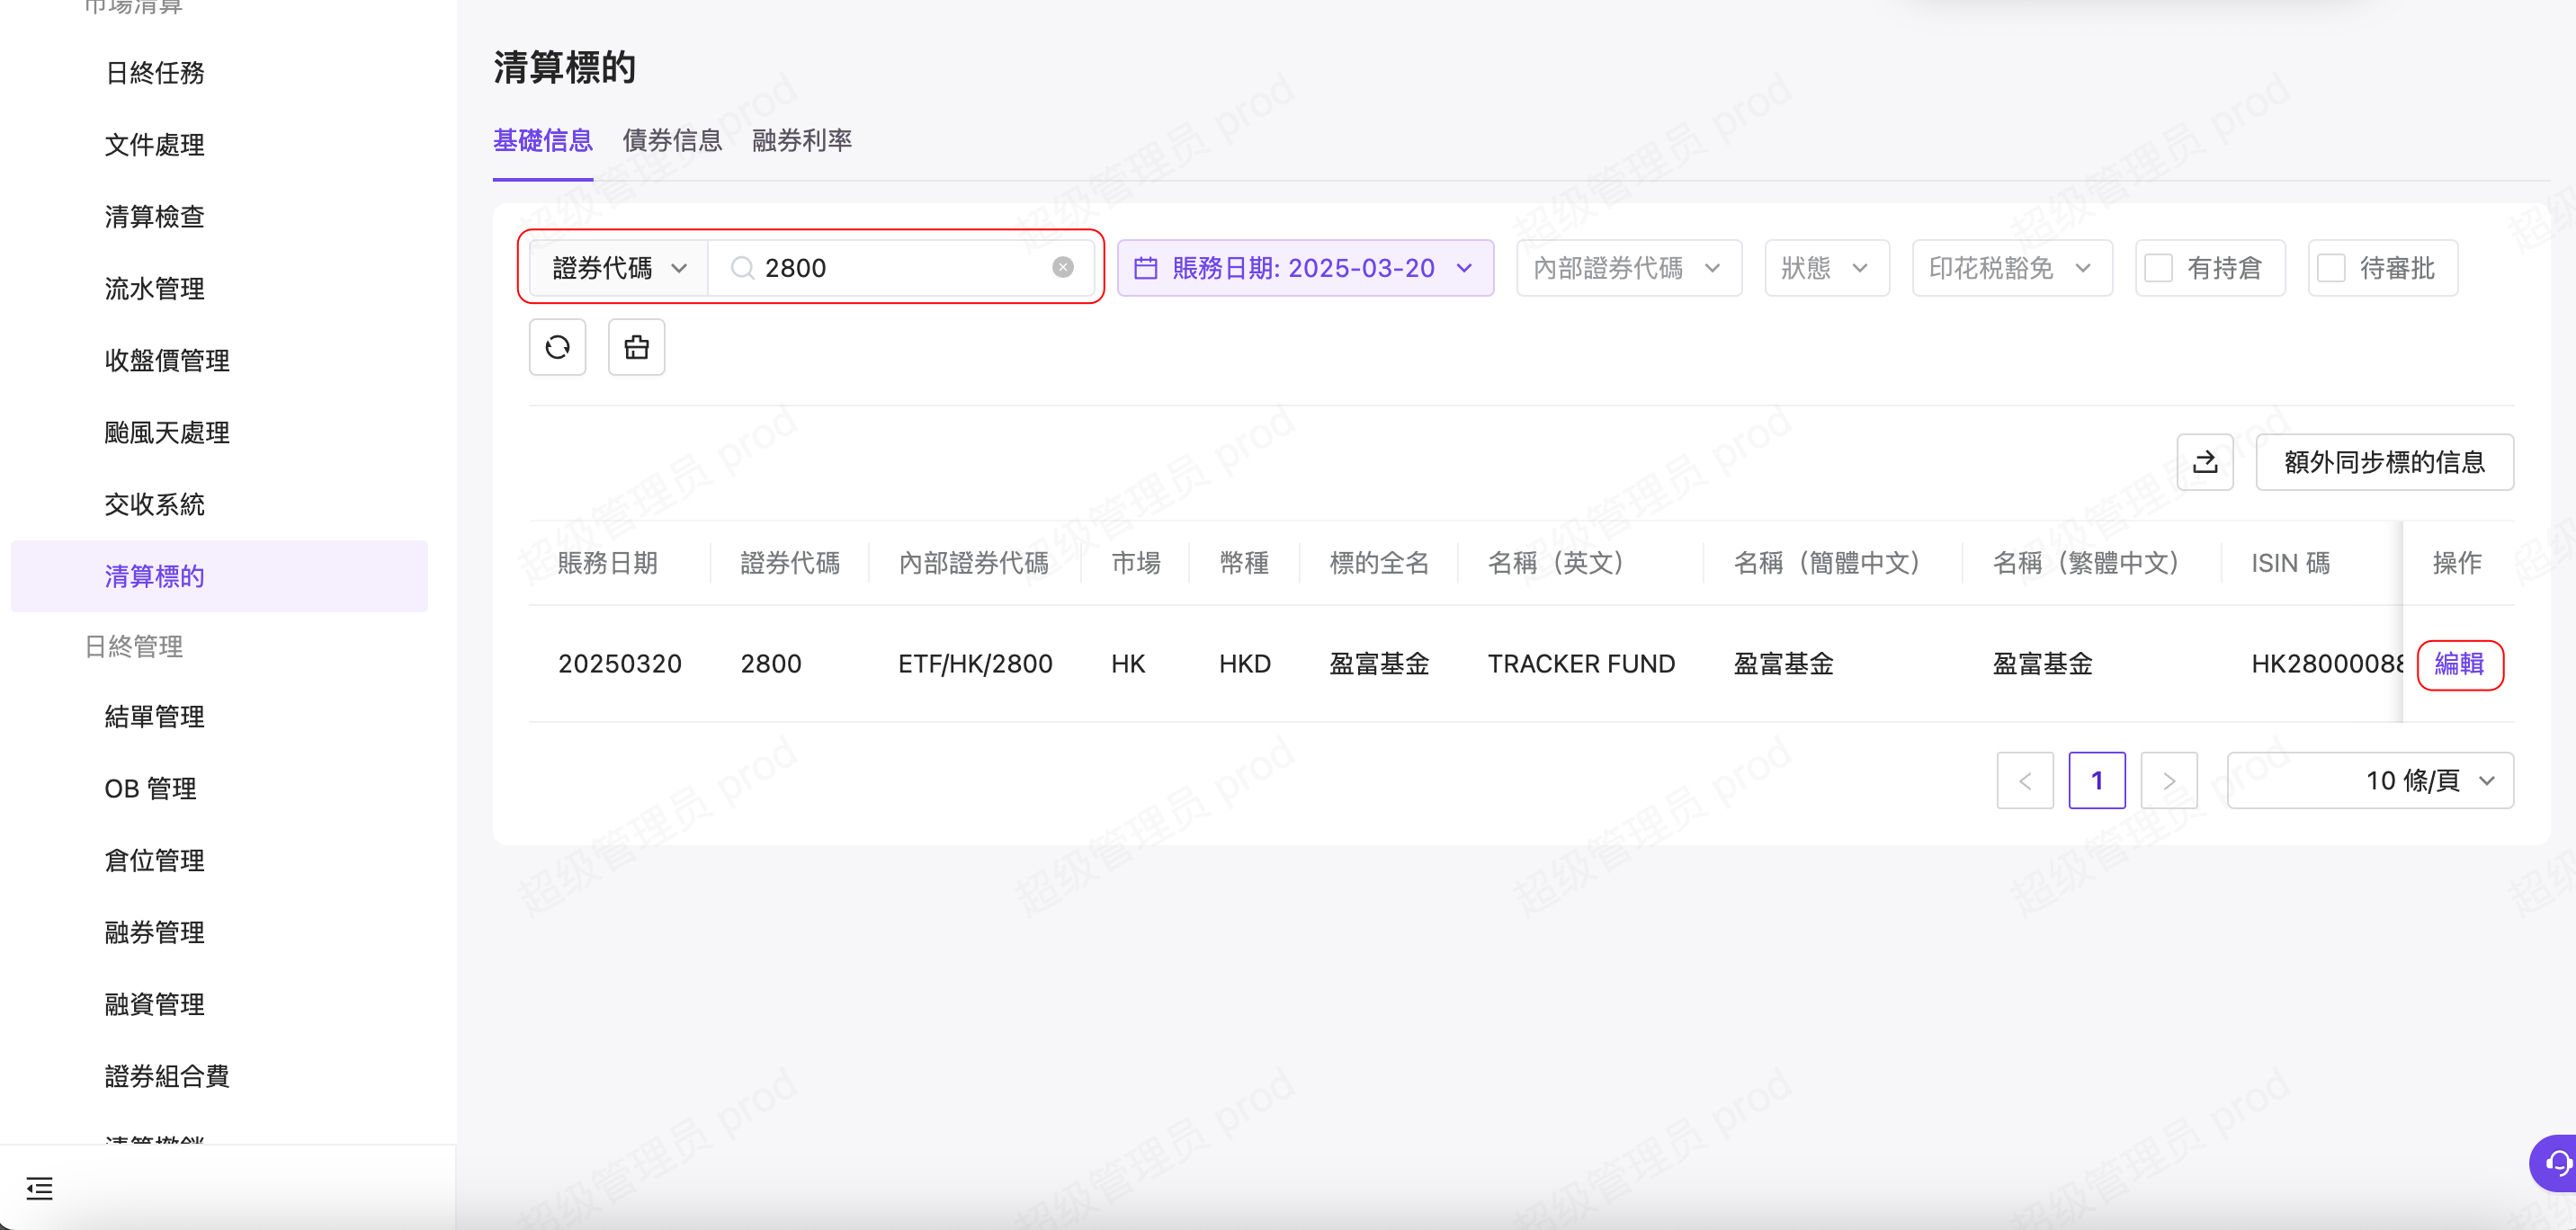 市場清算
日終任務
文件處理
清算檢查
流水管理
收盤價管理
颱風天處理
交收系統
清算標的
日終管理
結單管理
OB 管理
倉位管理
融券管理
融資管理
證券組合費
清算撤銷
清算標的
基礎信息 債券信息 融券利率
證券代碼 2800 賬務日期: 2025-03-20 內部證券代碼 狀態 印花税豁免 有持倉 待審批
額外同步標的信息
賬務日期 證券代碼 內部證券代碼 市場 幣種 標的全名 名稱（英文） 名稱（簡體中文） 名稱（繁體中文） ISIN 碼 操作
20250320 2800 ETF/HK/2800 HK HKD 盈富基金 TRACKER FUND 盈富基金 盈富基金 HK28000088 編輯
1 10 條/頁
超级管理员 prod